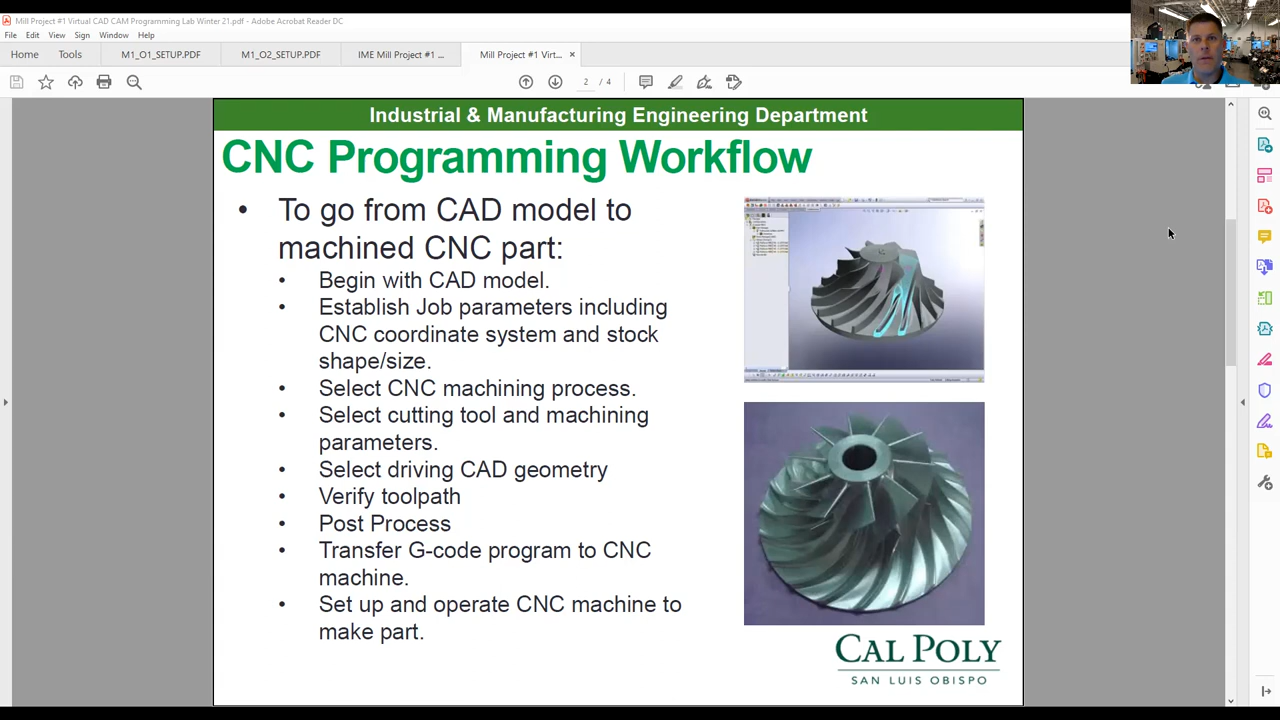 Mill Project #1 Virtual CAD CAM Programming Lab Winter 21.pdf - Adobe Acrobat Reader DC
File Edit View Sign Window Help
Home Tools M1_O1_SETUP.PDF M1_O2_SETUP.PDF IME Mill Project #1 ... Mill Project #1 Virt... ×
2 / 4
Industrial & Manufacturing Engineering Department
CNC Programming Workflow
• To go from CAD model to
machined CNC part:
• Begin with CAD model.
• Establish Job parameters including
CNC coordinate system and stock
shape/size.
• Select CNC machining process.
• Select cutting tool and machining
parameters.
• Select driving CAD geometry
• Verify toolpath
• Post Process
• Transfer G-code program to CNC
machine.
• Set up and operate CNC machine to
make part.
CAL POLY
SAN LUIS OBISPO